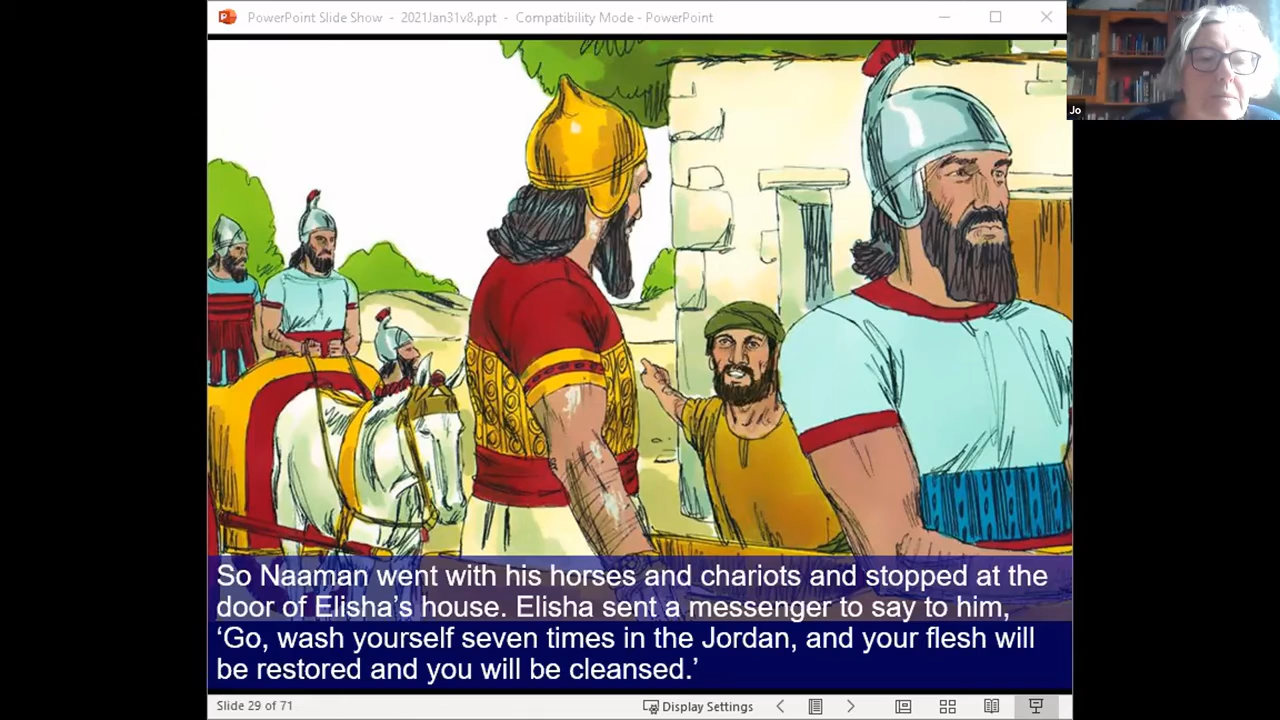 PowerPoint Slide Show - 2021Jan31v8.ppt - Compatibility Mode - PowerPoint
Jo
So Naaman went with his horses and chariots and stopped at the
door of Elisha’s house. Elisha sent a messenger to say to him,
‘Go, wash yourself seven times in the Jordan, and your flesh will
be restored and you will be cleansed.’
Slide 29 of 71
Display Settings